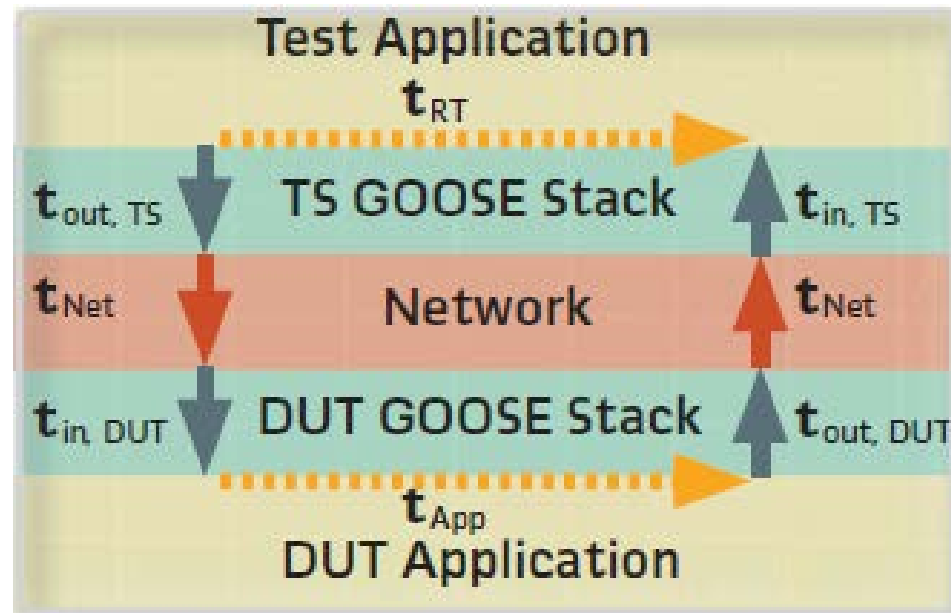 Test Application
tRT
tout, TS
TS GOOSE Stack
tin, TS
tNet
Network
tNet
tin, DUT
DUT GOOSE Stack
tout, DUT
tApp
DUT Application